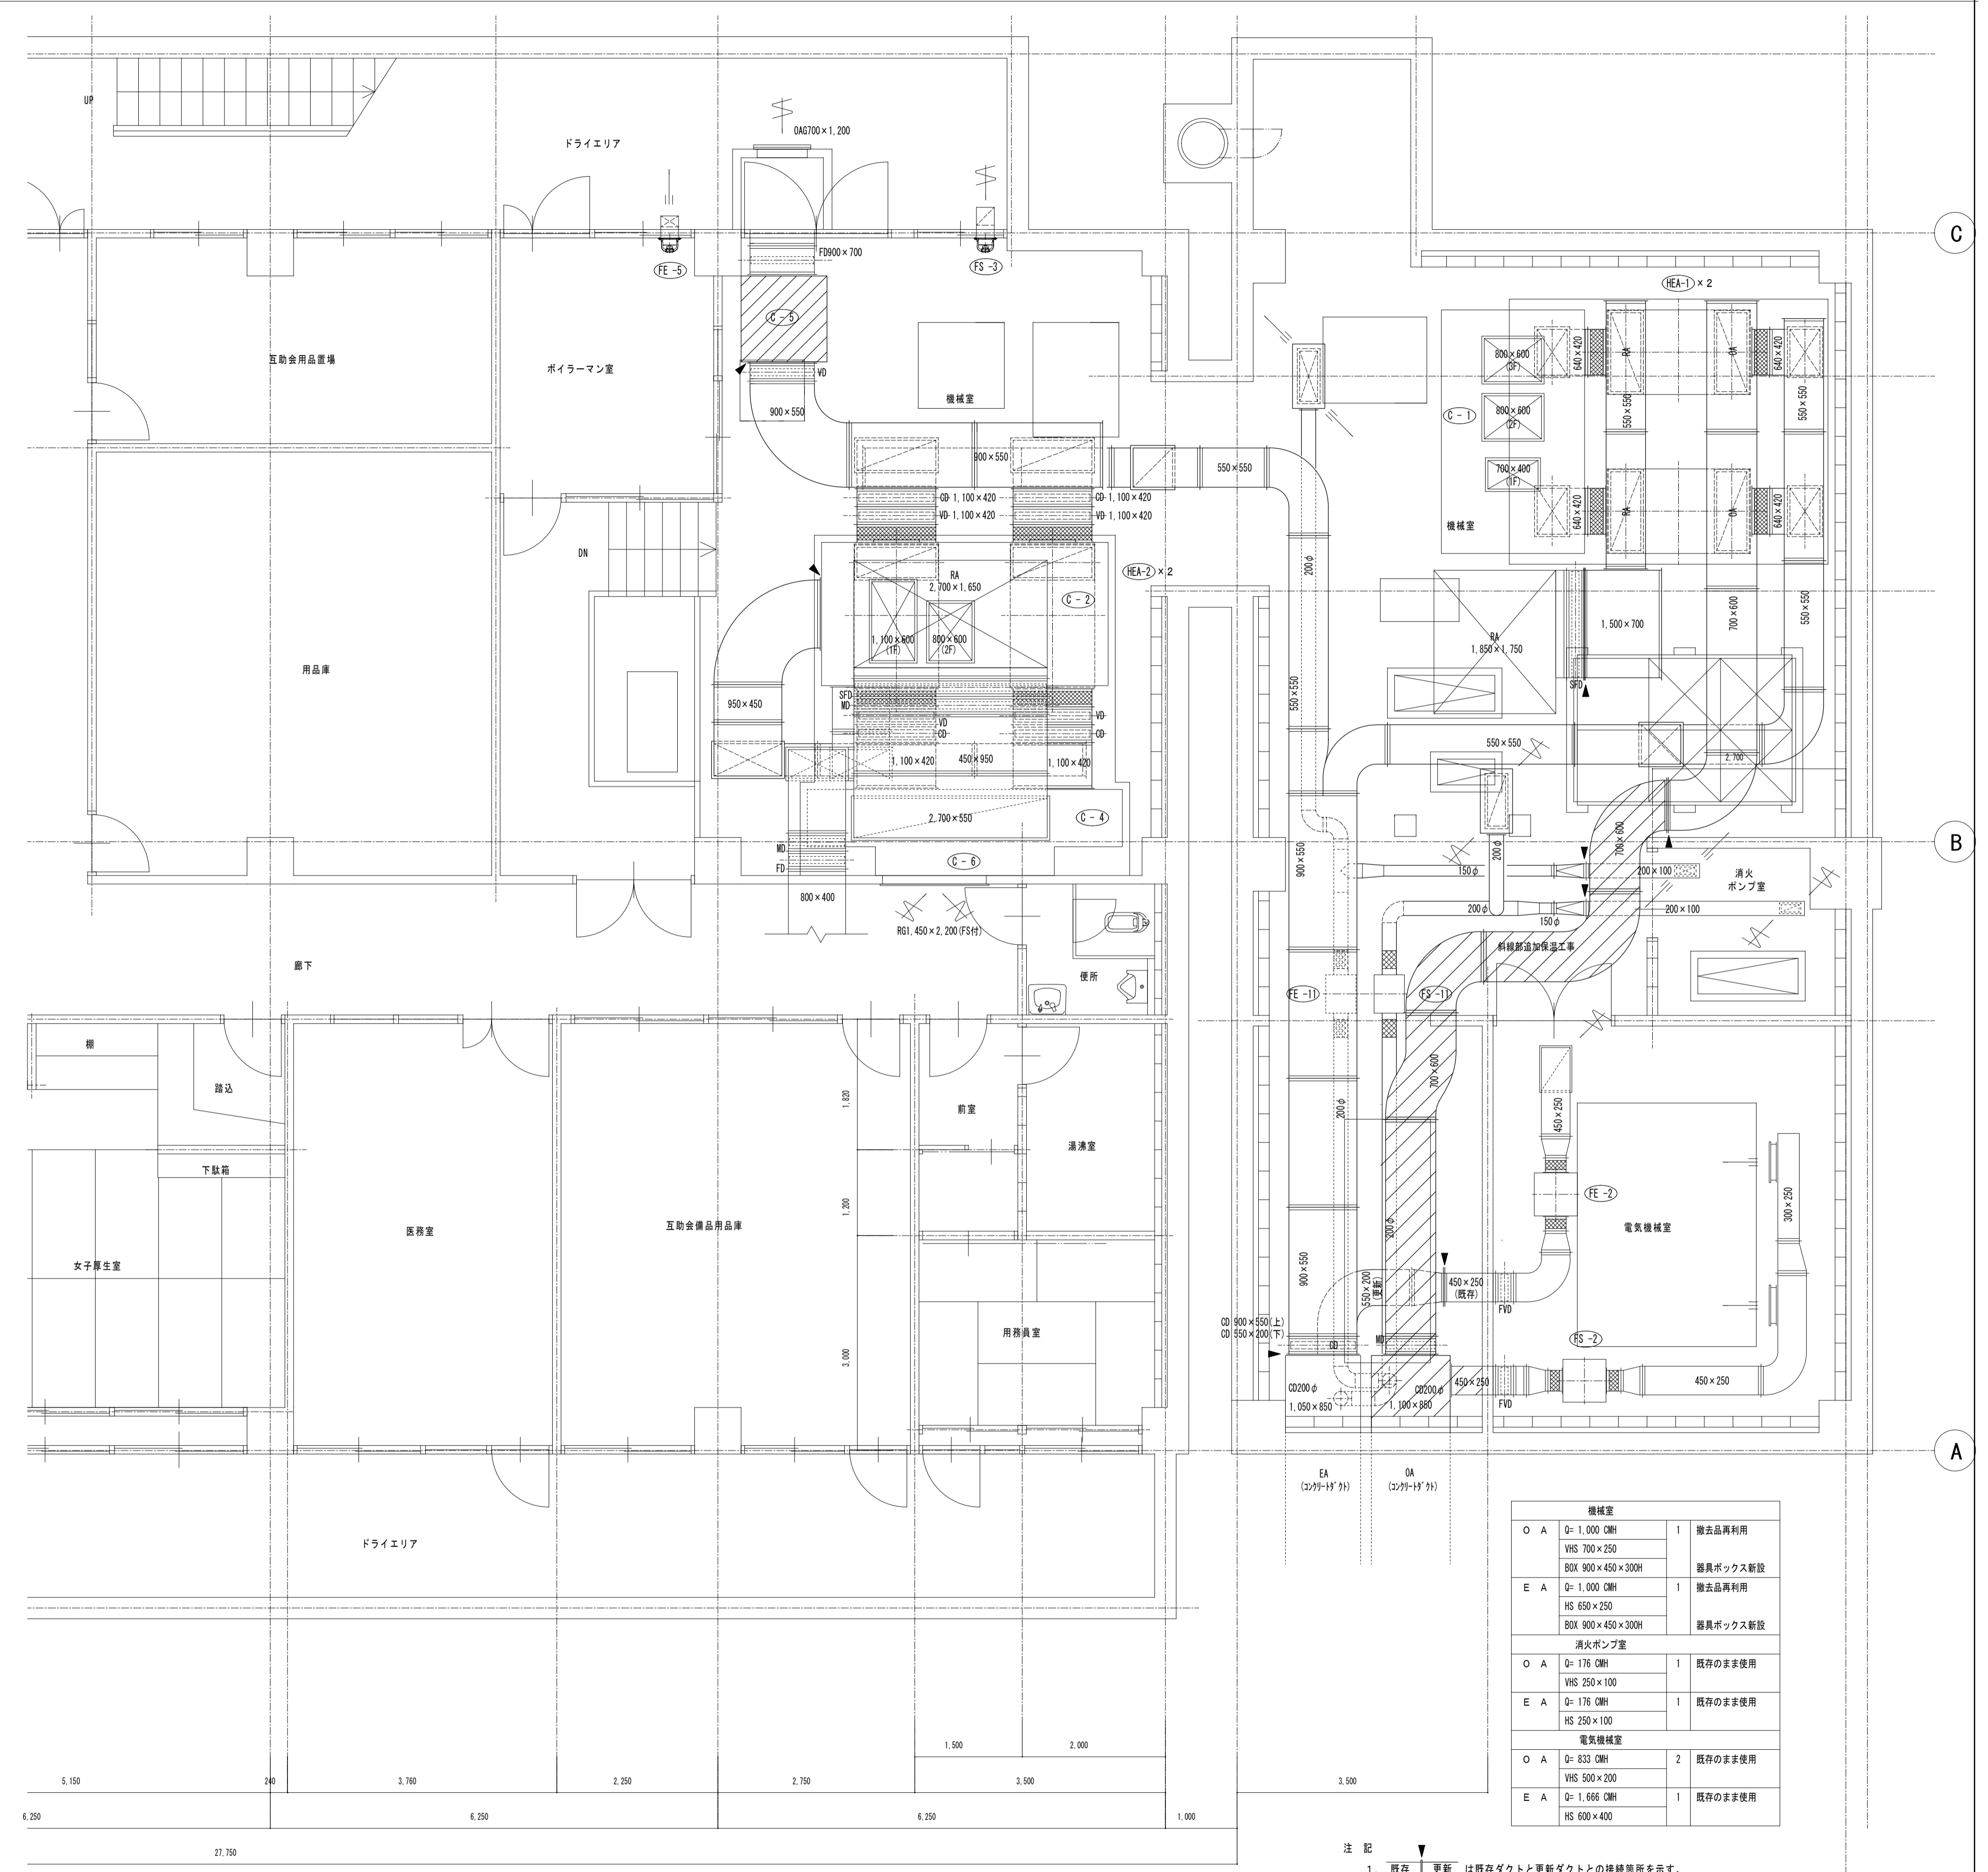 UP
ドライエリア
OAG700×1,200
FE -5
FS -3
FD900×700
C
HEA-1 ×2
C - 5
互助会用品置場
ボイラーマン室
VD
900×550
機械室
900×550
550×550
CD 1,100×420
CD 1,100×420
VD 1,100×420
VD 1,100×420
800×600
(3F)
640×420
RA
OA
640×420
C - 1
800×600
(2F)
550×550
550×550
700×400
(1F)
640×420
RA
OA
640×420
機械室
DN
RA
2,700×1,650
HEA-2 ×2
C - 2
200φ
1,100×600
(1F)
800×600
(2F)
1,500×700
700×600
550×550
RA
1,850×1,750
用品庫
SFD
MD
950×450
VD
VD
CD
CD
SFD
550×550
550×550
1,100×420
450×950
1,100×420
2,700
2,700×550
C - 4
C - 6
MD
FD
800×400
900×550
200φ
700×600
B
150φ
200×100
消火
ポンプ室
200φ
150φ
200×100
RG1,450×2,200(FS付)
斜線部追加保温工事
廊下
便所
FE -11
FS -11
棚
踏込
下駄箱
女子厚生室
医務室
互助会備品用品庫
1,820
1,200
3,000
前室
湯沸室
用務員室
700×600
200φ
450×250
200φ
FE -2
電気機械室
300×250
900×550
550×200
(更新)
450×250
(既存)
FVD
CD 900×550(上)
CD 550×200(下)
CD
MD
FS -2
CD200φ
1,050×850
CD200φ
1,100×850
450×250
FVD
450×250
A
EA
(コンクリートダクト)
OA
(コンクリートダクト)
ドライエリア
機械室
O A Q= 1,000 CMH 1 撤去品再利用
VHS 700×250
BOX 900×450×300H 器具ボックス新設
E A Q= 1,000 CMH 1 撤去品再利用
HS 650×250
BOX 900×450×300H 器具ボックス新設
消火ポンプ室
O A Q= 176 CMH 1 既存のまま使用
VHS 250×100
E A Q= 176 CMH 1 既存のまま使用
HS 250×100
電気機械室
O A Q= 833 CMH 2 既存のまま使用
VHS 500×200
E A Q= 1,666 CMH 1 既存のまま使用
HS 600×400
1,500 2,000
5,150 240 3,760 2,250 2,750 3,500 3,500
6,250 6,250 6,250 1,000
27,750
注 記
1. 既存 更新 は既存ダクトと更新ダクトとの接続箇所を示す。